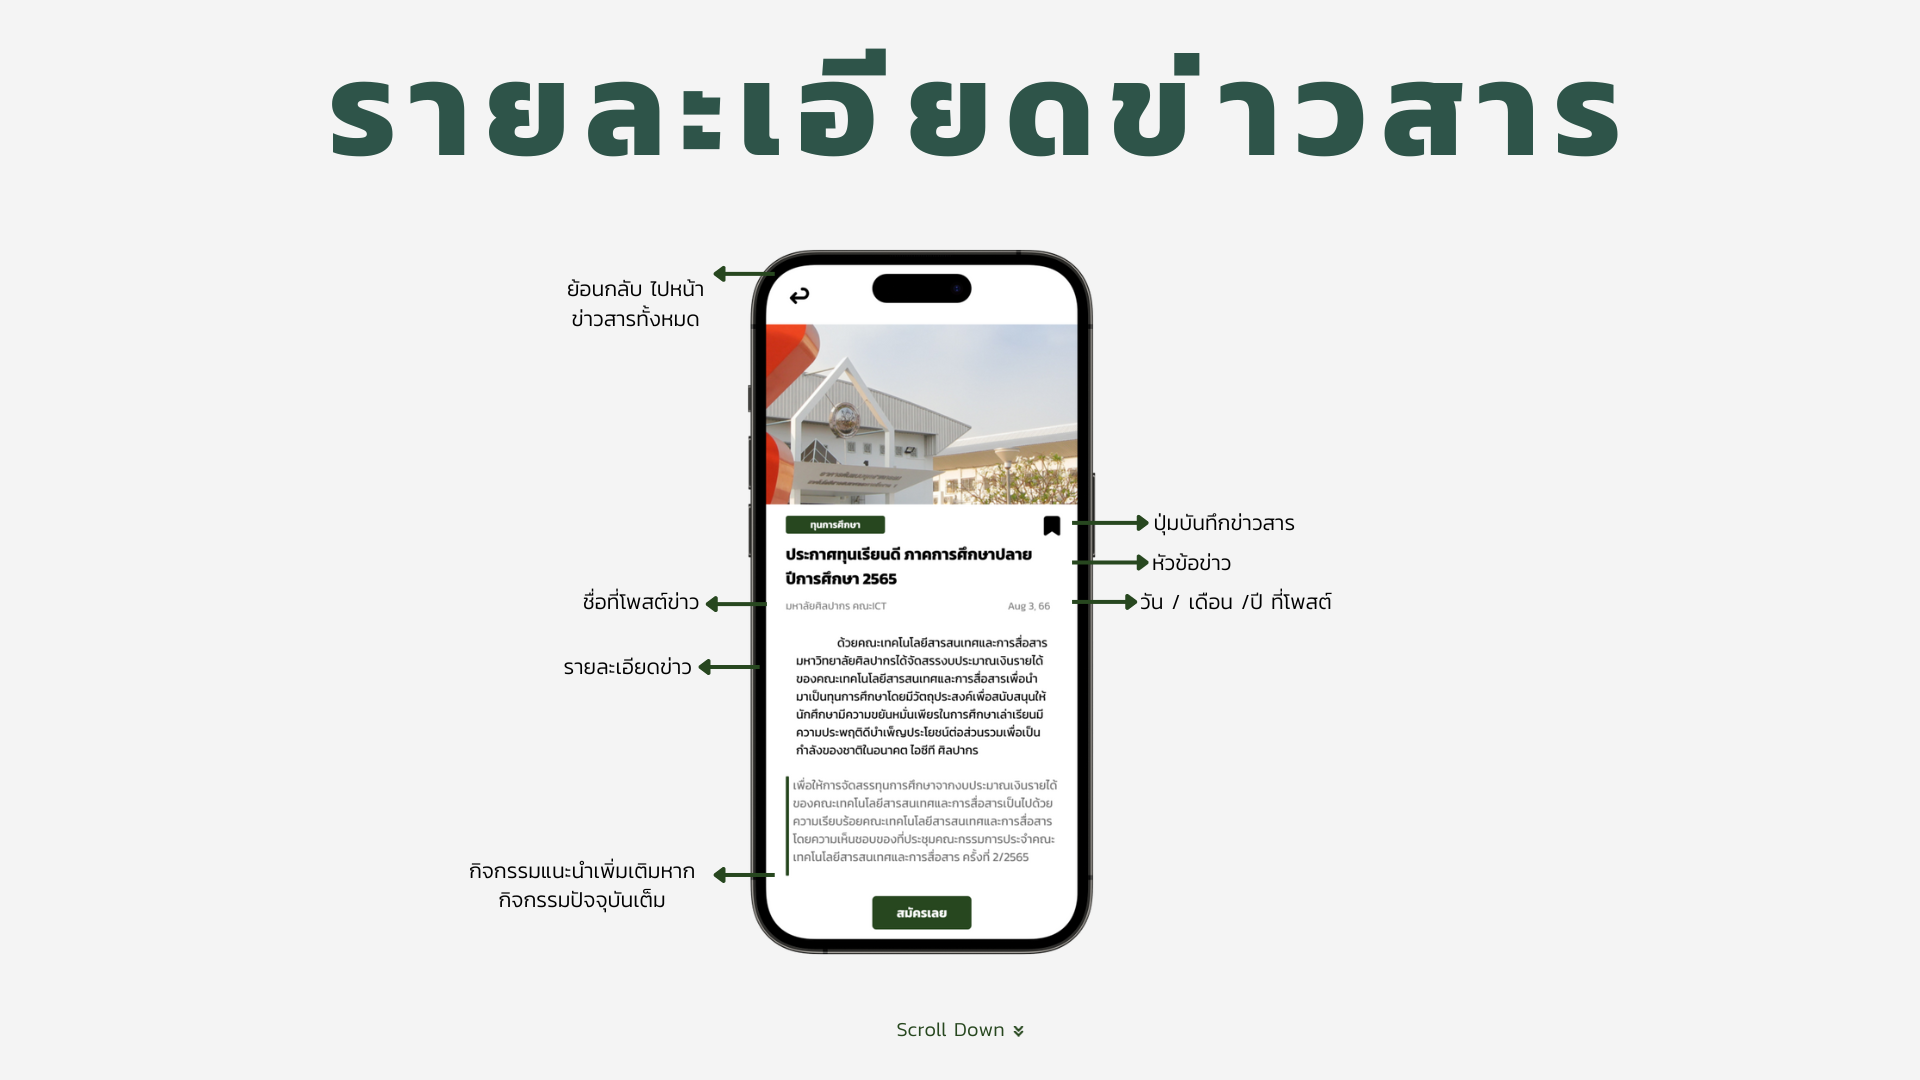 รายละเอียดข่าวสาร
ย้อนกลับ ไปหน้า
ข่าวสารทั้งหมด
ทุนการศึกษา
ปุ่มบันทึกข่าวสาร
ประกาศทุนเรียนดี ภาคการศึกษาปลาย
ปีการศึกษา 2565
หัวข้อข่าว
ชื่อที่โพสต์ข่าว
มหาลัยศิลปากร คณะICT
Aug 3, 66
วัน / เดือน /ปี ที่โพสต์
รายละเอียดข่าว
ด้วยคณะเทคโนโลยีสารสนเทศและการสื่อสาร
มหาวิทยาลัยศิลปากรได้จัดสรรงบประมาณเงินรายได้
ของคณะเทคโนโลยีสารสนเทศและการสื่อสารเพื่อนำ
มาเป็นทุนการศึกษาโดยมีวัตถุประสงค์เพื่อสนับสนุนให้
นักศึกษามีความขยันหมั่นเพียรในการศึกษาเล่าเรียนมี
ความประพฤติดีบำเพ็ญประโยชน์ต่อส่วนรวมเพื่อเป็น
กำลังของชาติในอนาคต ไอซีที ศิลปากร
เพื่อให้การจัดสรรทุนการศึกษาจากงบประมาณเงินรายได้
ของคณะเทคโนโลยีสารสนเทศและการสื่อสารเป็นไปด้วย
ความเรียบร้อยคณะเทคโนโลยีสารสนเทศและการสื่อสาร
โดยความเห็นชอบของที่ประชุมคณะกรรมการประจำคณะ
เทคโนโลยีสารสนเทศและการสื่อสาร ครั้งที่ 2/2565
กิจกรรมแนะนำเพิ่มเติมหาก
กิจกรรมปัจจุบันเต็ม
สมัครเลย
Scroll Down